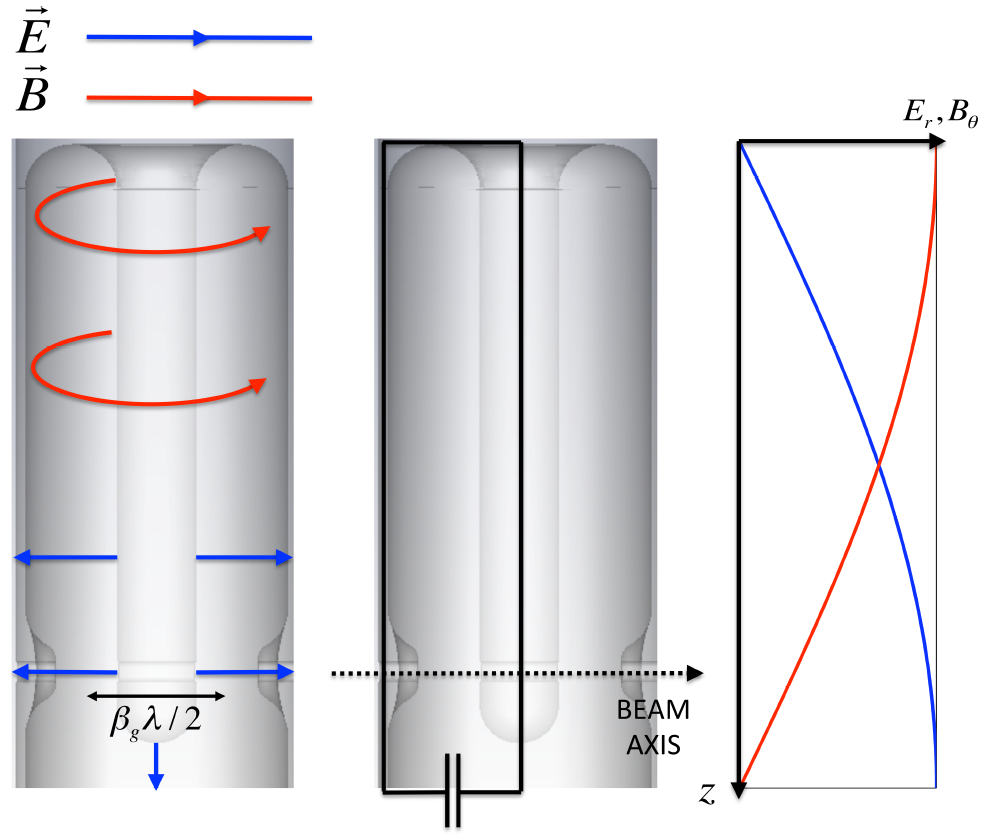 E⃗
B⃗
E_r, B_θ
β_g λ / 2
BEAM
AXIS
z